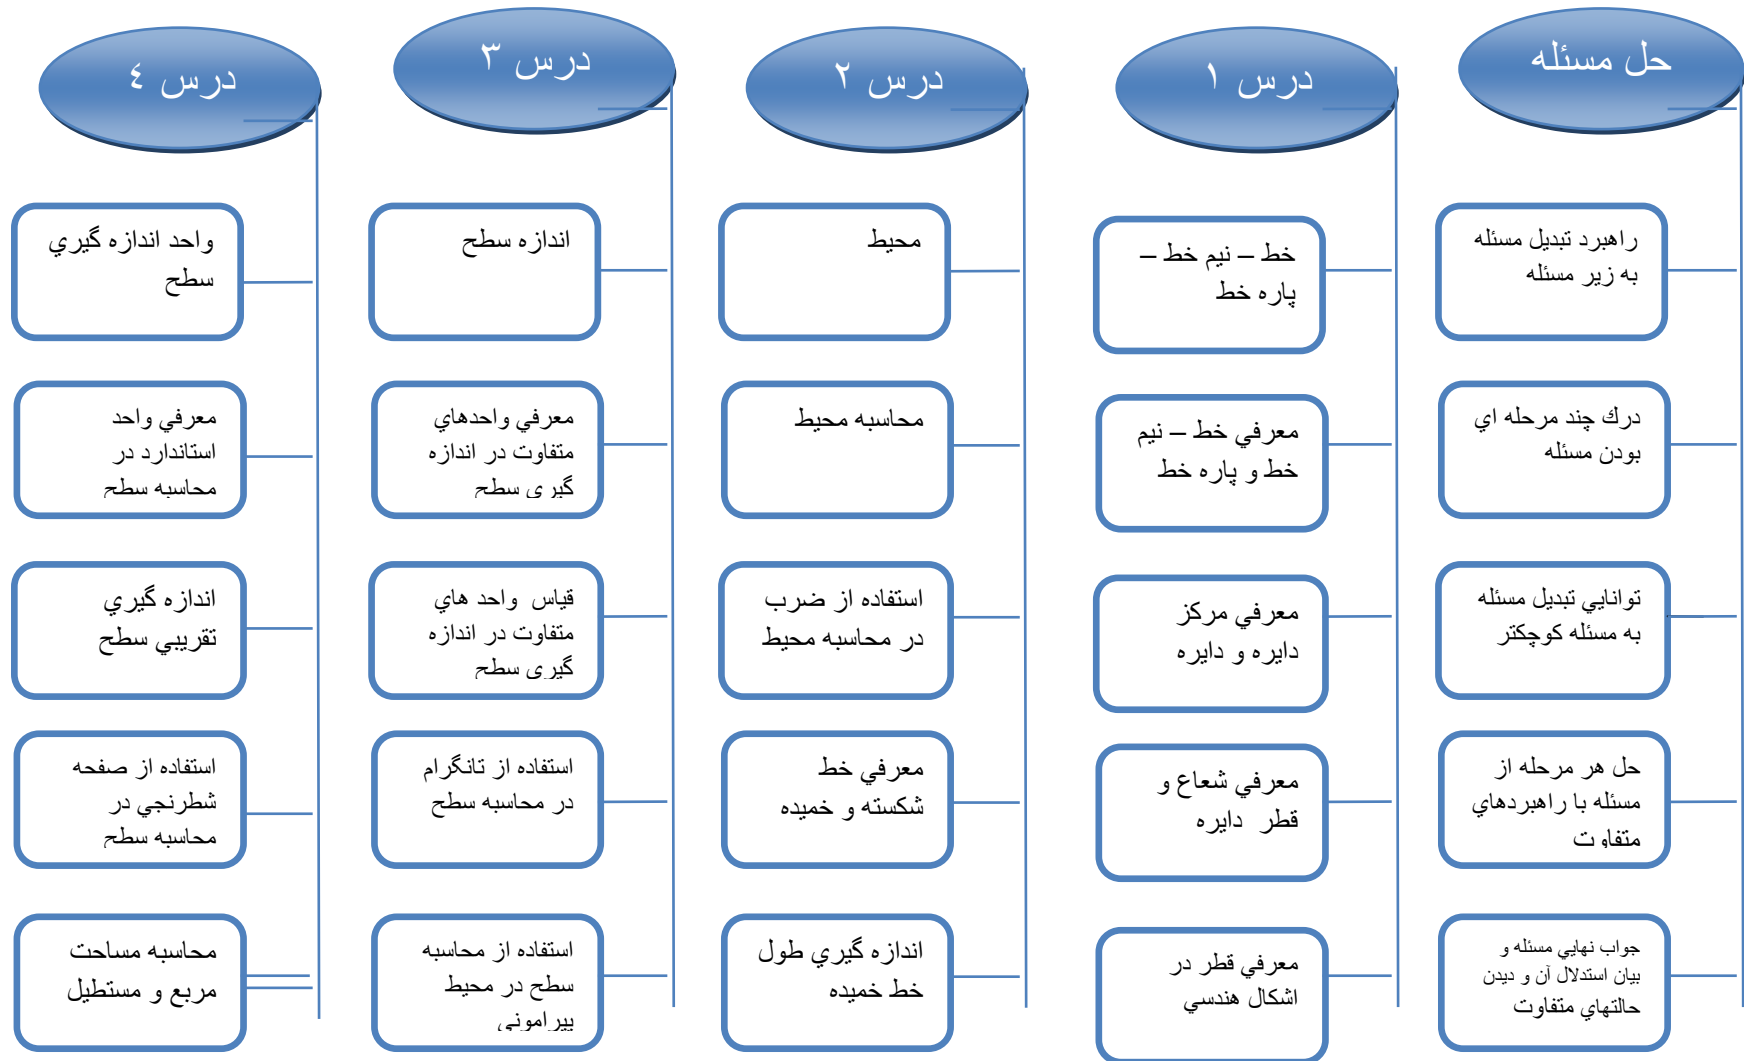 حل مسئله
راهبرد تبديل مسئله
به زير مسئله
درك چند مرحله اي
بودن مسئله
توانايي تبديل مسئله
به مسئله كوچكتر
حل هر مرحله از
مسئله با راهبردهاي
متفاوت
جواب نهايي مسئله و
بيان استدلال آن و ديدن
حالتهاي متفاوت
درس ۱
خط – نيم خط –
پاره خط
معرفي خط – نيم
خط و پاره خط
معرفي مركز
دايره و دايره
معرفي شعاع و
قطر دايره
معرفي قطر در
اشكال هندسي
درس ۲
محيط
محاسبه محيط
استفاده از ضرب
در محاسبه محيط
معرفي خط
شكسته و خميده
اندازه گيري طول
خط خميده
درس ۳
اندازه سطح
معرفي واحدهاي
متفاوت در اندازه
گيري سطح
قياس واحد هاي
متفاوت در اندازه
گيري سطح
استفاده از تانگرام
در محاسبه سطح
استفاده از محاسبه
سطح در محيط
پيراموني
درس ٤
واحد اندازه گيري
سطح
معرفي واحد
استاندارد در
محاسبه سطح
اندازه گيري
تقريبي سطح
استفاده از صفحه
شطرنجي در
محاسبه سطح
محاسبه مساحت
مربع و مستطيل